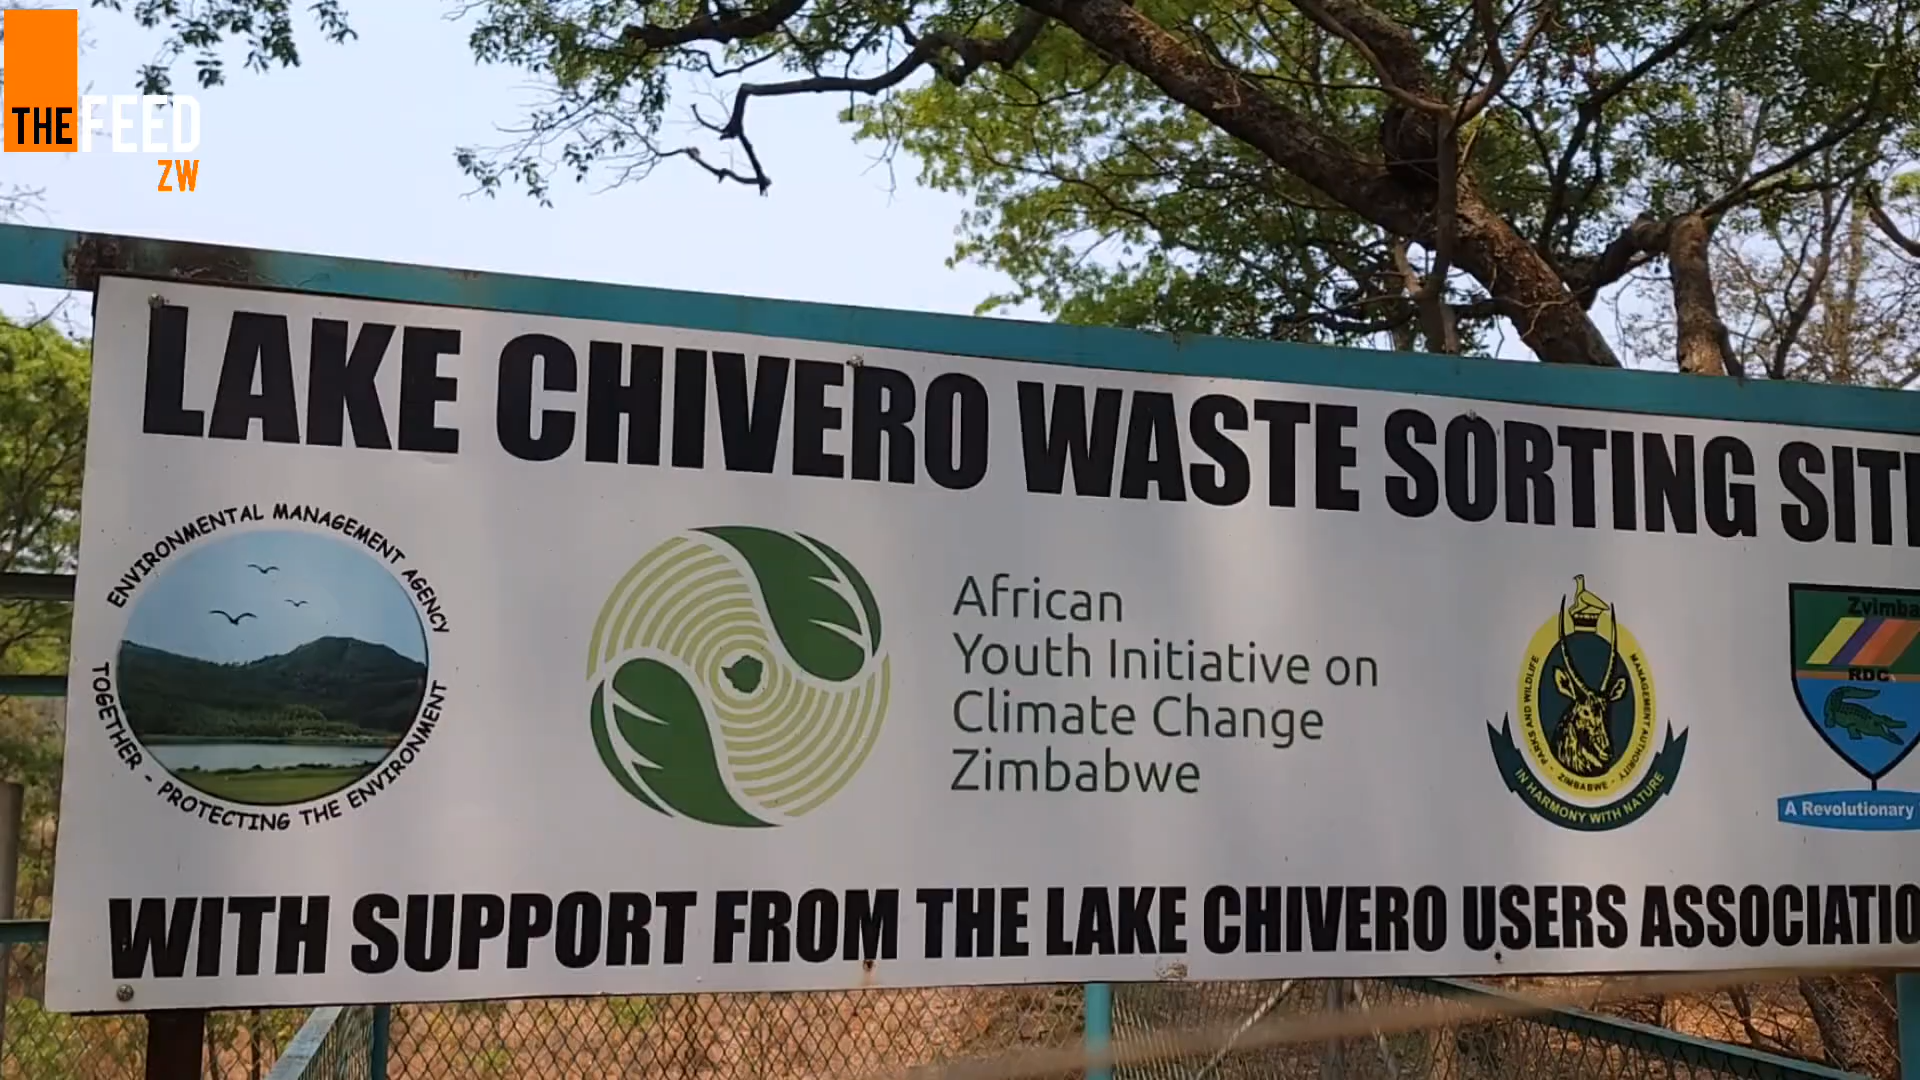 THE FEED
ZW
LAKE CHIVERO WASTE SORTING SITE
ENVIRONMENTAL MANAGEMENT AGENCY
TOGETHER - PROTECTING THE ENVIRONMENT
African
Youth Initiative on
Climate Change
Zimbabwe
PARKS AND WILDLIFE MANAGEMENT AUTHORITY
- ZIMBABWE -
IN HARMONY WITH NATURE
Zvimba
RDC
A Revolutionary
WITH SUPPORT FROM THE LAKE CHIVERO USERS ASSOCIATIO